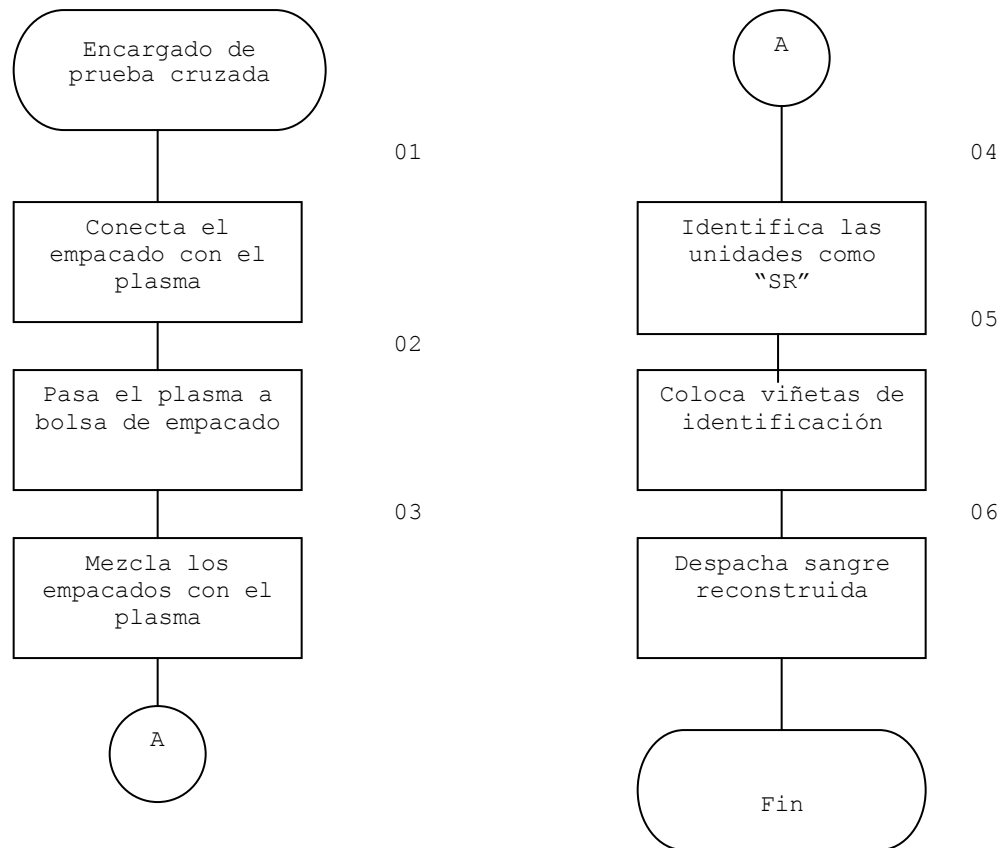 Encargado de
prueba cruzada
01
Conecta el
empacado con el
plasma
02
Pasa el plasma a
bolsa de empacado
03
Mezcla los
empacados con el
plasma
A
A
04
Identifica las
unidades como
“SR”
05
Coloca viñetas de
identificación
06
Despacha sangre
reconstruida
Fin